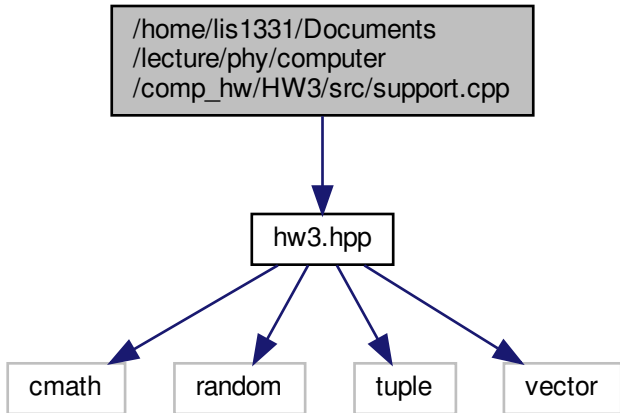 /home/lis1331/Documents
/lecture/phy/computer
/comp_hw/HW3/src/support.cpp
hw3.hpp
cmath
random
tuple
vector